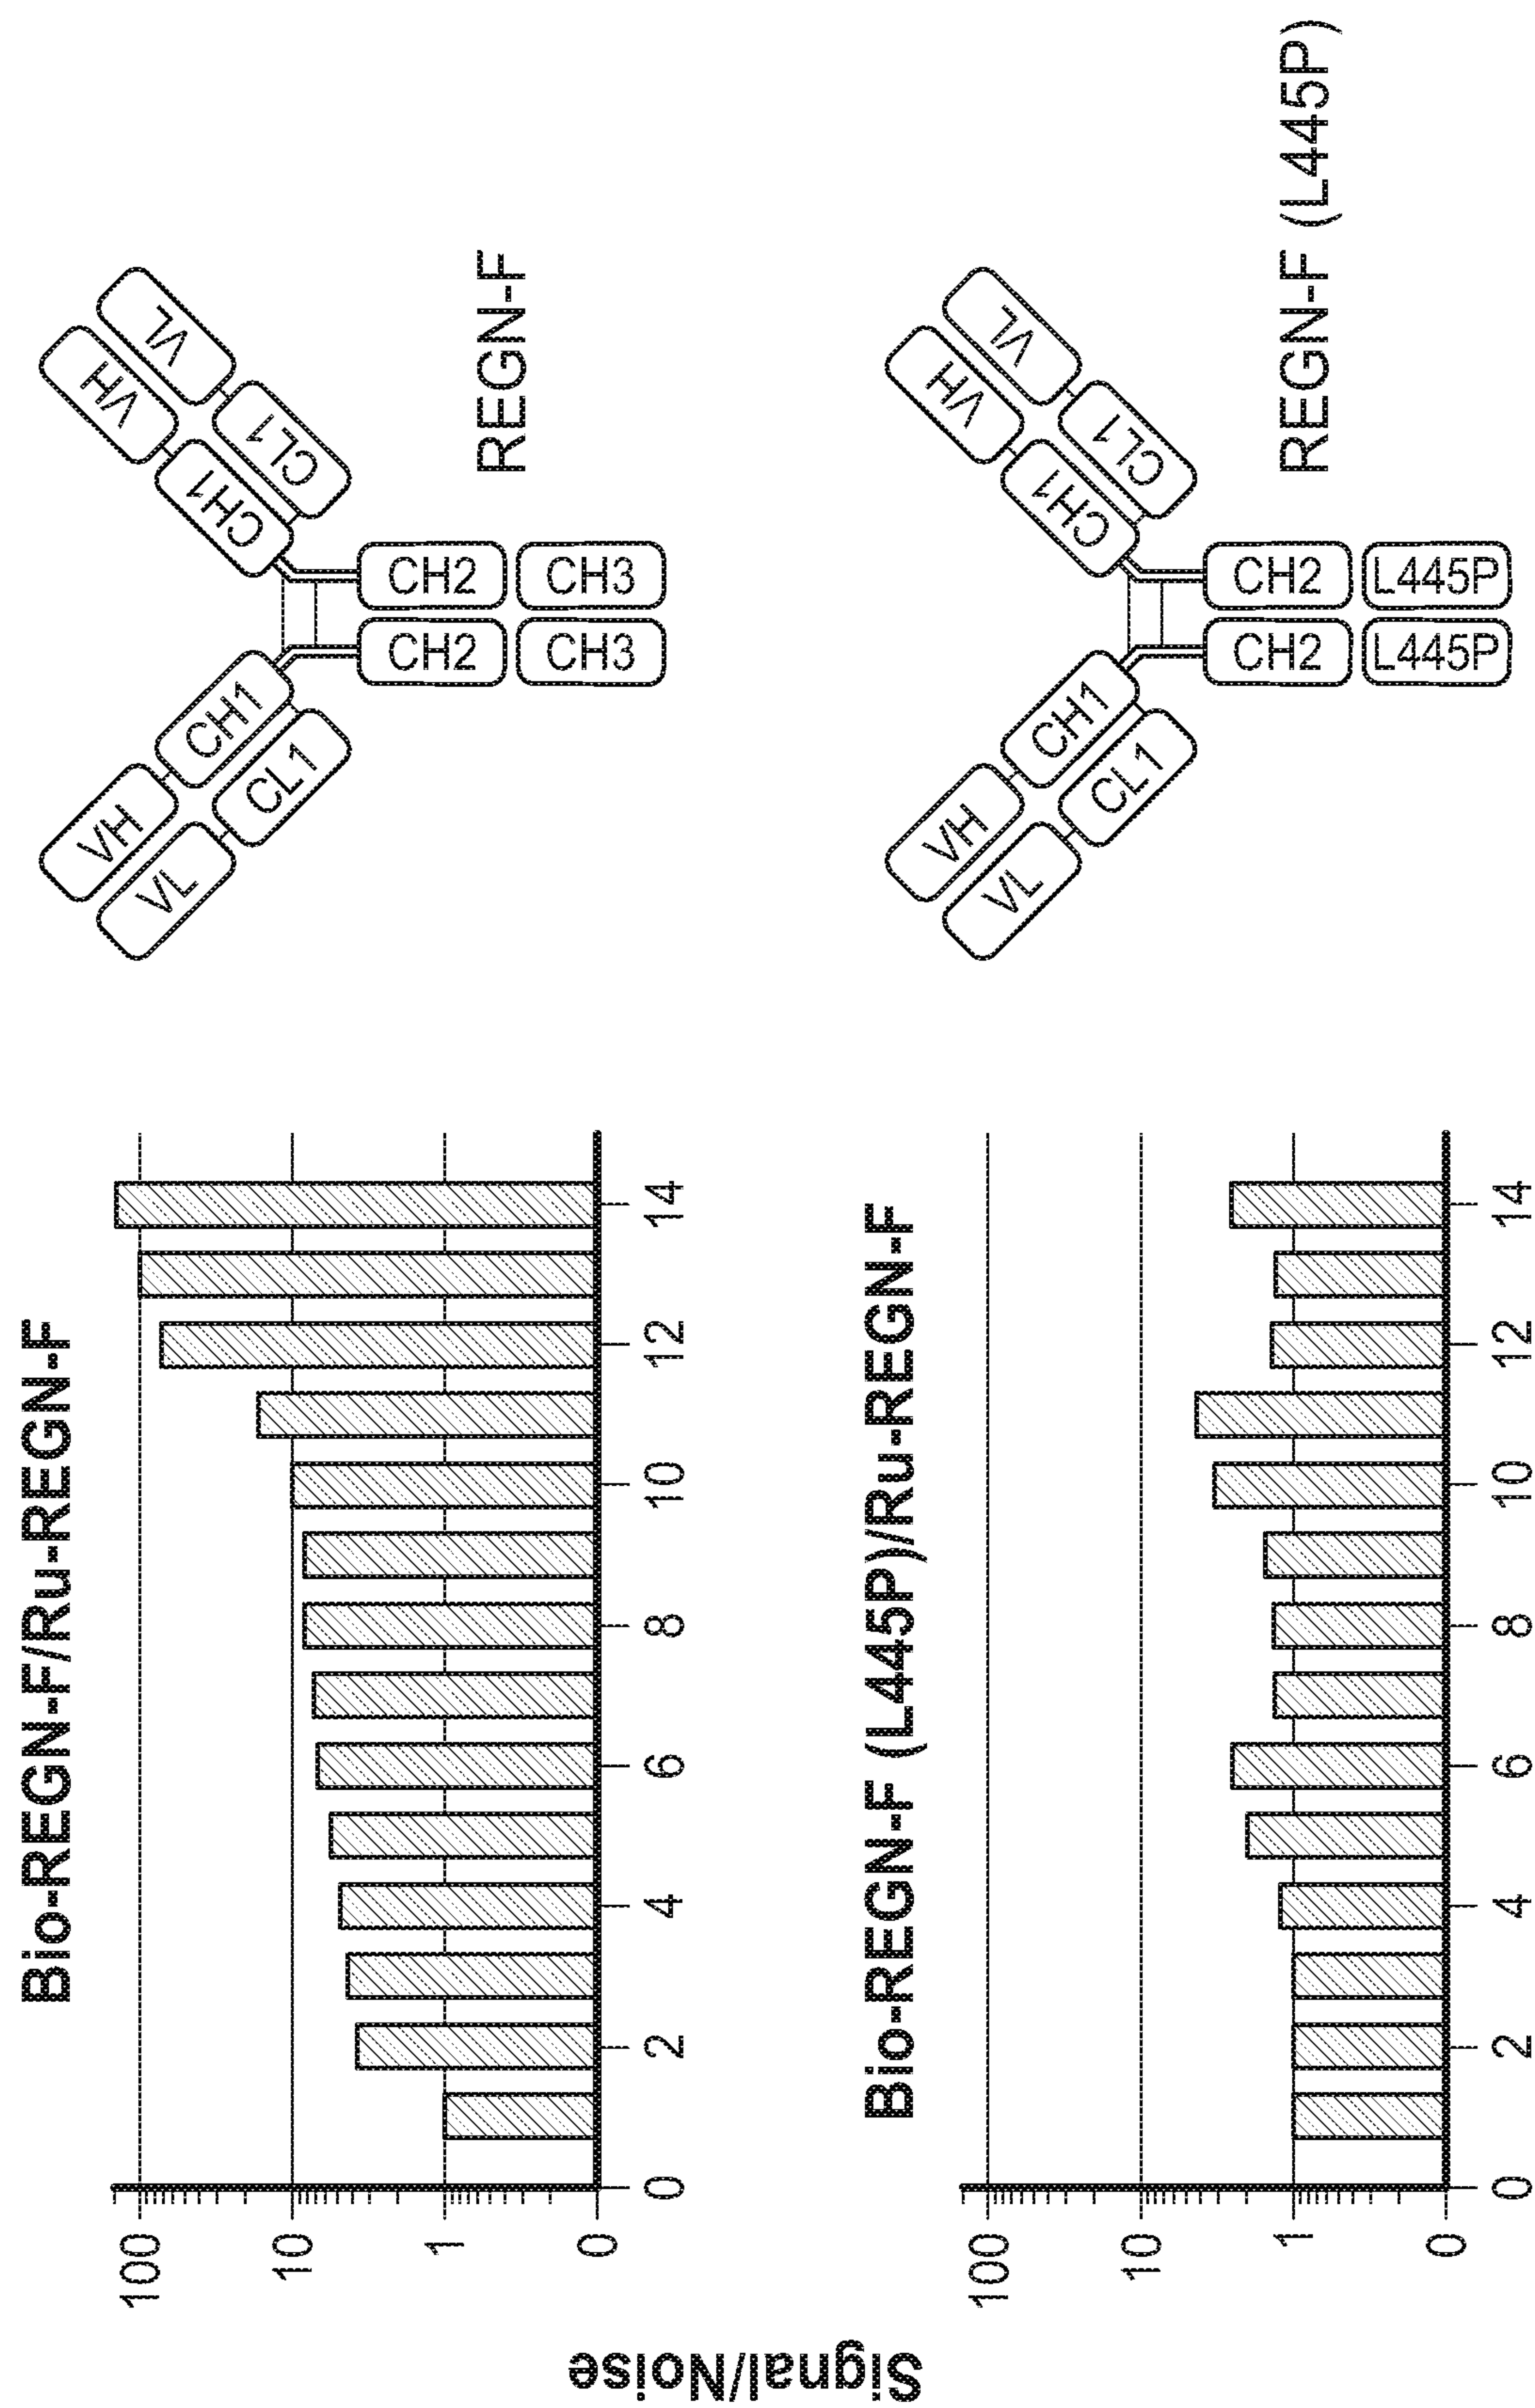 Signal/Noise
Bio-REGN-F/Ru-REGN-F
100
10
1
0
0 2 4 6 8 10 12 14
VH VH
VL VL
CH1 CH1
CL1 CL1
CH2 CH2
CH3 CH3
REGN-F
Bio-REGN-F (L445P)/Ru-REGN-F
100
10
1
0
0 2 4 6 8 10 12 14
VH VH
VL VL
CH1 CH1
CL1 CL1
CH2 CH2
L445P L445P
REGN-F (L445P)